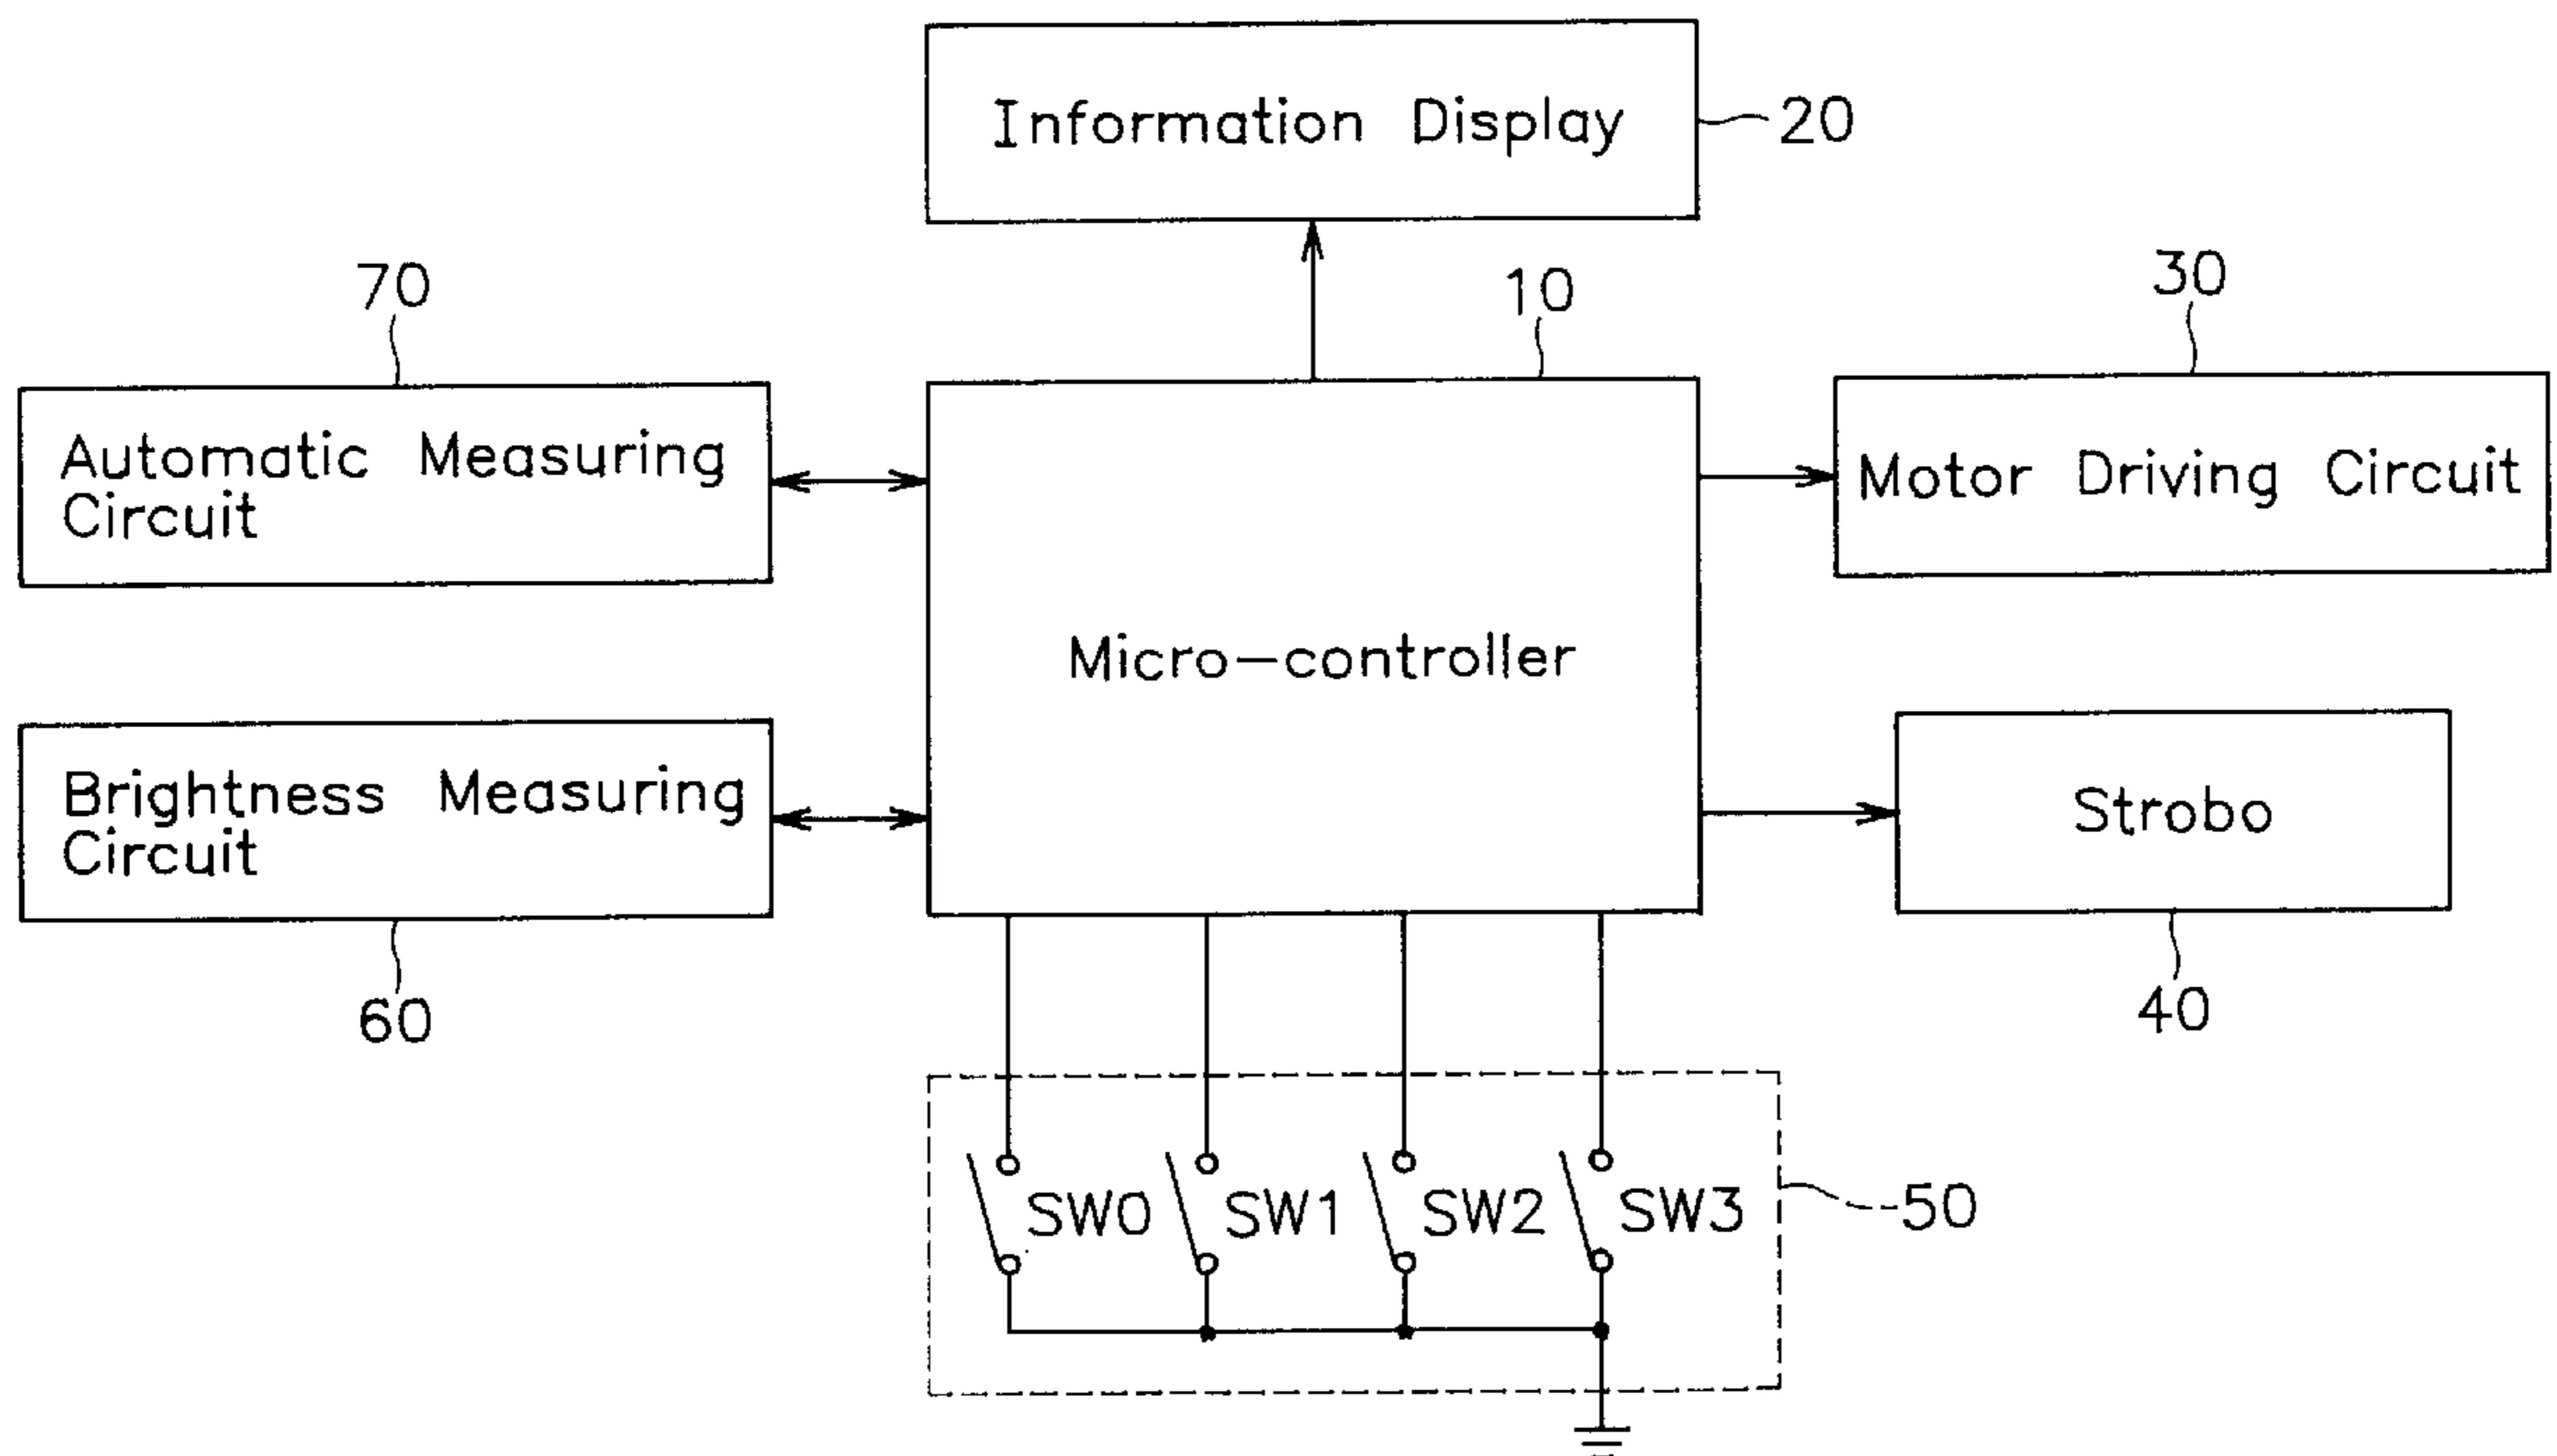 Information Display
20
70
10
30
Automatic Measuring
Circuit
Motor Driving Circuit
Micro-controller
Brightness Measuring
Circuit
Strobo
60
40
SW0
SW1
SW2
SW3
50